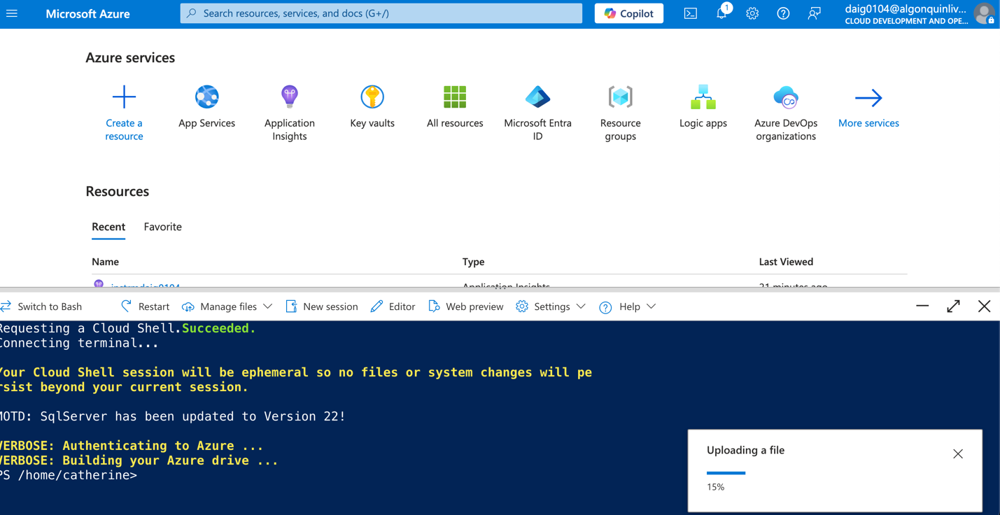 Microsoft Azure
Search resources, services, and docs (G+/)
Copilot
1
daig0104@algonquinliv...
CLOUD DEVELOPMENT AND OPE...
Azure services
Create a
resource
App Services
Application
Insights
Key vaults
All resources
Microsoft Entra
ID
Resource
groups
Logic apps
Azure DevOps
organizations
More services
Resources
Recent
Favorite
Name
Type
Last Viewed
Application Insights
21 minutes ago
Switch to Bash
Restart
Manage files
New session
Editor
Web preview
Settings
Help
Requesting a Cloud Shell.Succeeded.
Connecting terminal...
Your Cloud Shell session will be ephemeral so no files or system changes will pe
rsist beyond your current session.
MOTD: SqlServer has been updated to Version 22!
VERBOSE: Authenticating to Azure ...
VERBOSE: Building your Azure drive ...
PS /home/catherine>
Uploading a file
15%